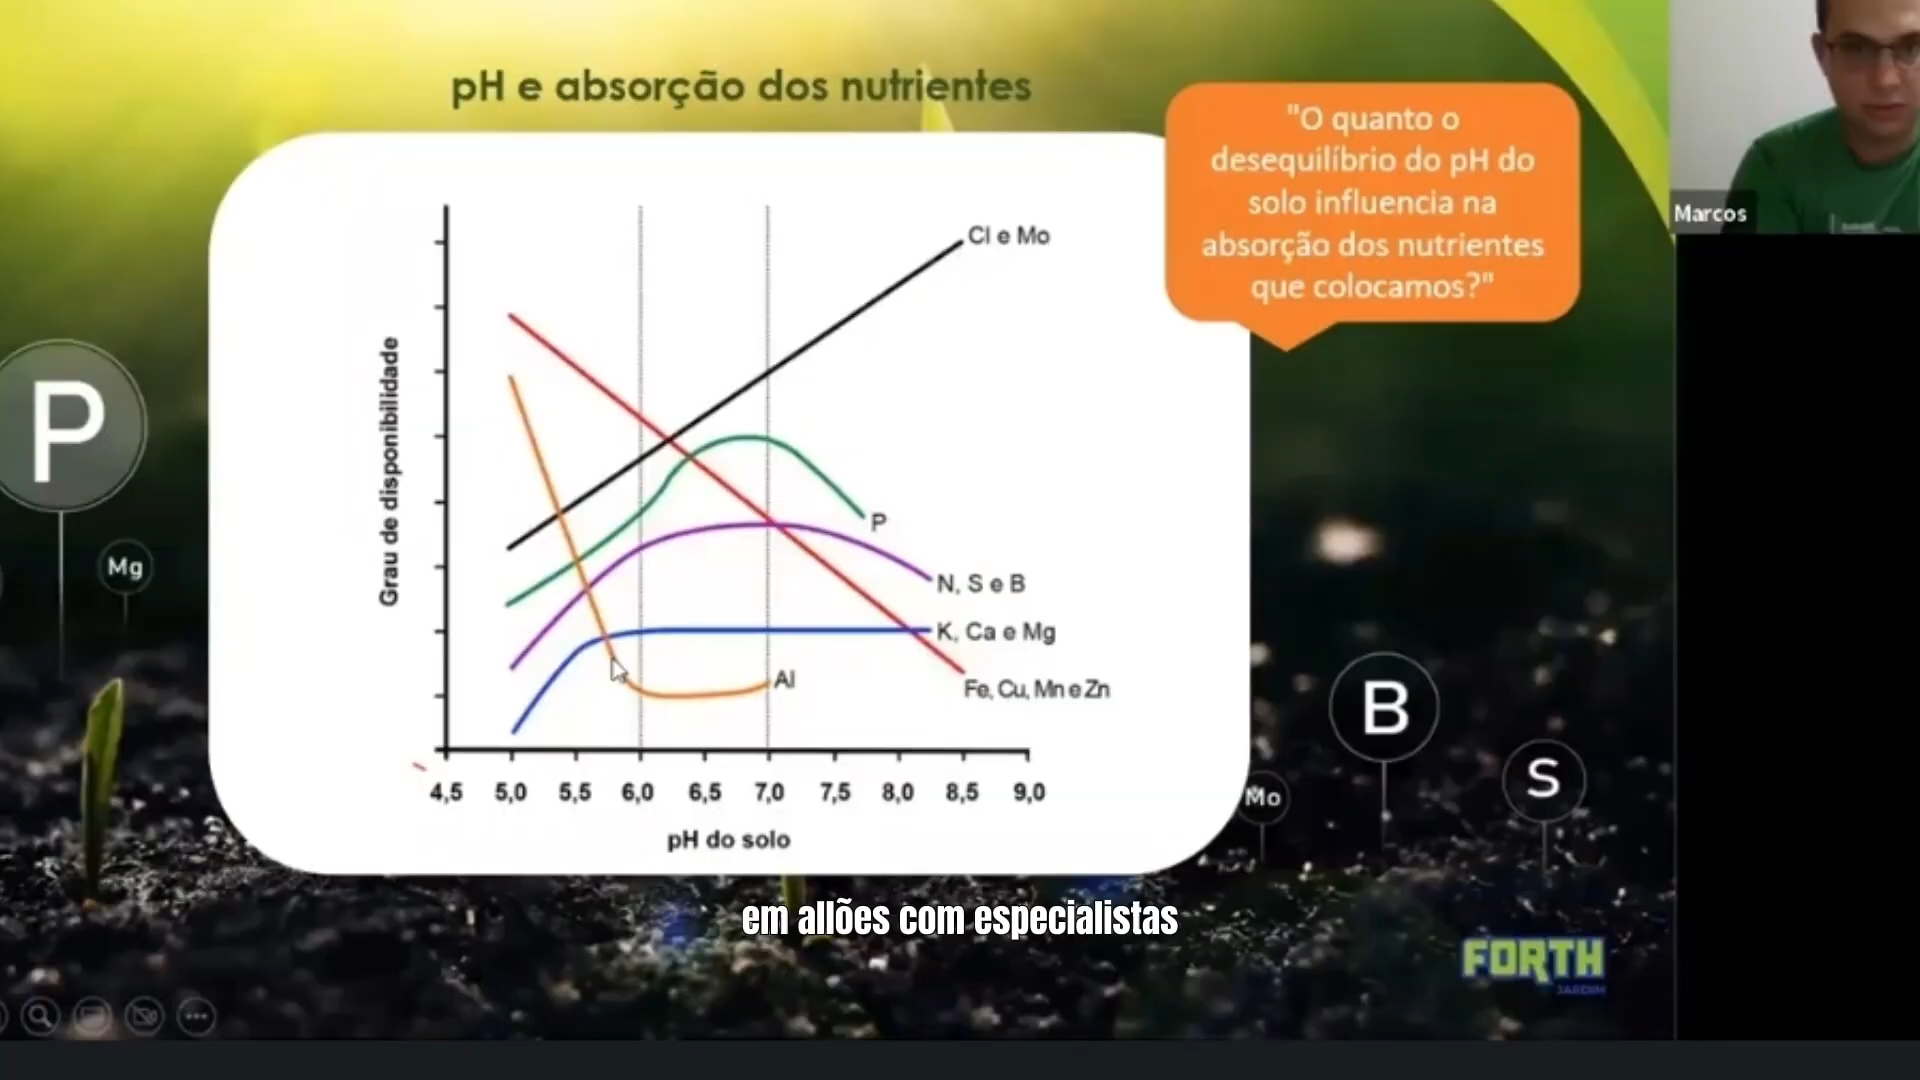 pH e absorção dos nutrientes
"O quanto o
desequilíbrio do pH do
solo influencia na
absorção dos nutrientes
que colocamos?"
Marcos
Cl e Mo
Grau de disponibilidade
P
N, S e B
K, Ca e Mg
Al
Fe, Cu, Mn e Zn
4,5 5,0 5,5 6,0 6,5 7,0 7,5 8,0 8,5 9,0
pH do solo
P
Mg
Mo
B
S
em allões com especialistas
FORTH
JARDIM